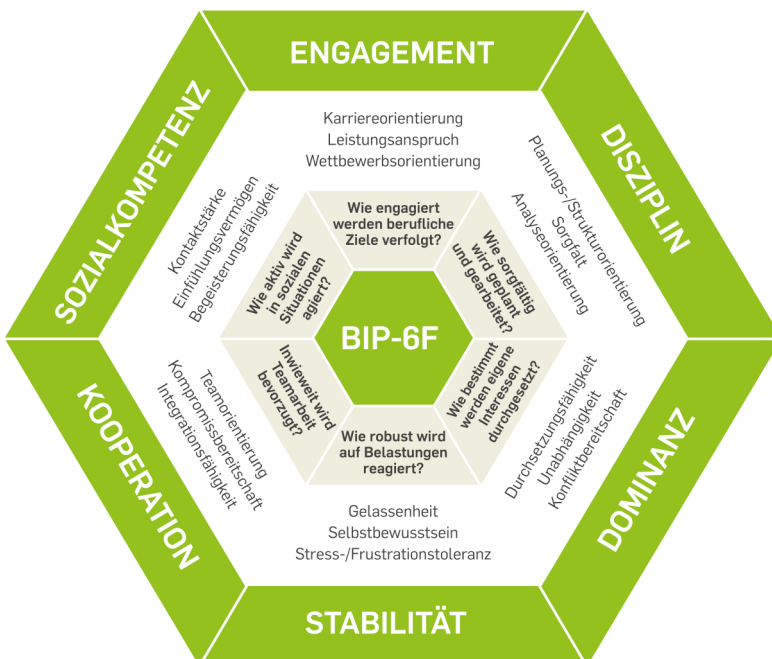 ENGAGEMENT
Karriereorientierung
Leistungsanspruch
Wettbewerbsorientierung
Wie engagiert
werden berufliche
Ziele verfolgt?
DISZIPLIN
Planungs-/Strukturorientierung
Sorgfalt
Analyseorientierung
Wie sorgfältig
wird geplant
und gearbeitet?
DOMINANZ
Durchsetzungsfähigkeit
Unabhängigkeit
Konfliktbereitschaft
Wie bestimmt
werden eigene
Interessen
durchgesetzt?
STABILITÄT
Gelassenheit
Selbstbewusstsein
Stress-/Frustrationstoleranz
Wie robust wird
auf Belastungen
reagiert?
KOOPERATION
Teamorientierung
Kompromissbereitschaft
Integrationsfähigkeit
Inwieweit wird
Teamarbeit
bevorzugt?
SOZIALKOMPETENZ
Kontaktstärke
Einfühlungsvermögen
Begeisterungsfähigkeit
Wie aktiv wird
in sozialen
Situationen
agiert?
BIP-6F